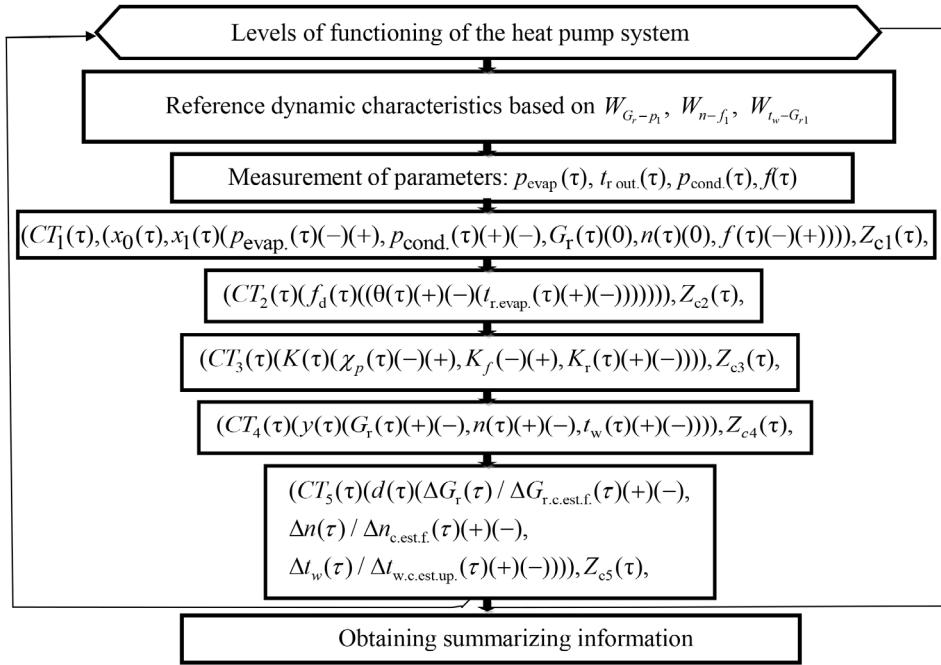 Levels of functioning of the heat pump system
Reference dynamic characteristics based on W_{G_r−p_1}, W_{n−f_1}, W_{t_w−G_{r1}}
Measurement of parameters: p_evap(τ), t_r out.(τ), p_cond.(τ), f(τ)
(CT_1(τ),(x_0(τ),x_1(τ)(p_evap.(τ)(−)(+), p_cond.(τ)(+)(−),G_r(τ)(0),n(τ)(0), f(τ)(−)(+)))),Z_c1(τ),
(CT_2(τ)(f_d(τ)((θ(τ)(+)(−(t_r.evap.(τ)(+)(−))))))),Z_c2(τ),
(CT_3(τ)(K(τ)(χ_p(τ)(−)(+),K_f(−)(+),K_r(τ)(+)(−)))),Z_c3(τ),
(CT_4(τ)(y(τ)(G_r(τ)(+)(−),n(τ)(+)(−),t_w(τ)(+)(−)))),Z_c4(τ),
(CT_5(τ)(d(τ)(ΔG_r(τ) / ΔG_r.c.est.f.(τ)(+)(−),
Δn(τ) / Δn_c.est.f.(τ)(+)(−),
Δt_w(τ) / Δt_w.c.est.up.(τ)(+)(−)))),Z_c5(τ),
Obtaining summarizing information